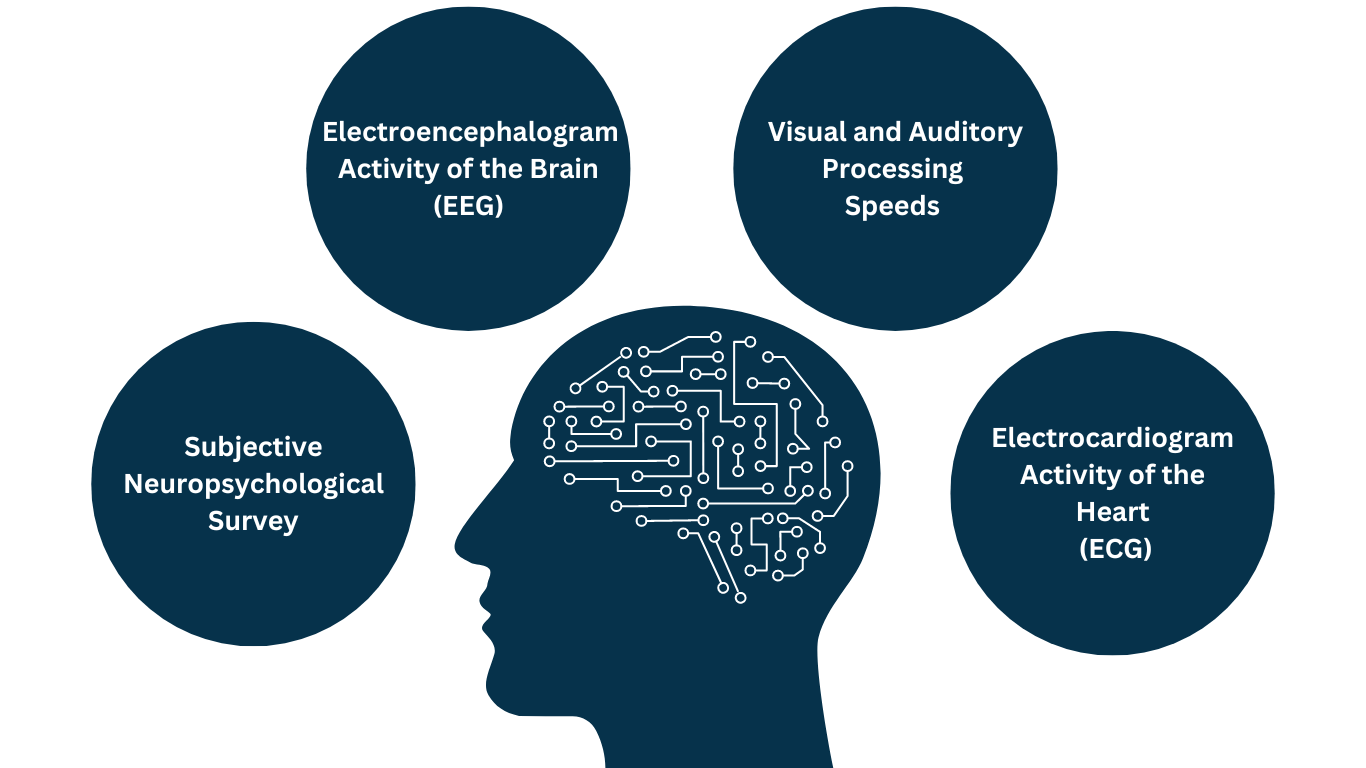 Electroencephalogram
Activity of the Brain
(EEG)
Visual and Auditory
Processing
Speeds
Subjective
Neuropsychological
Survey
Electrocardiogram
Activity of the
Heart
(ECG)